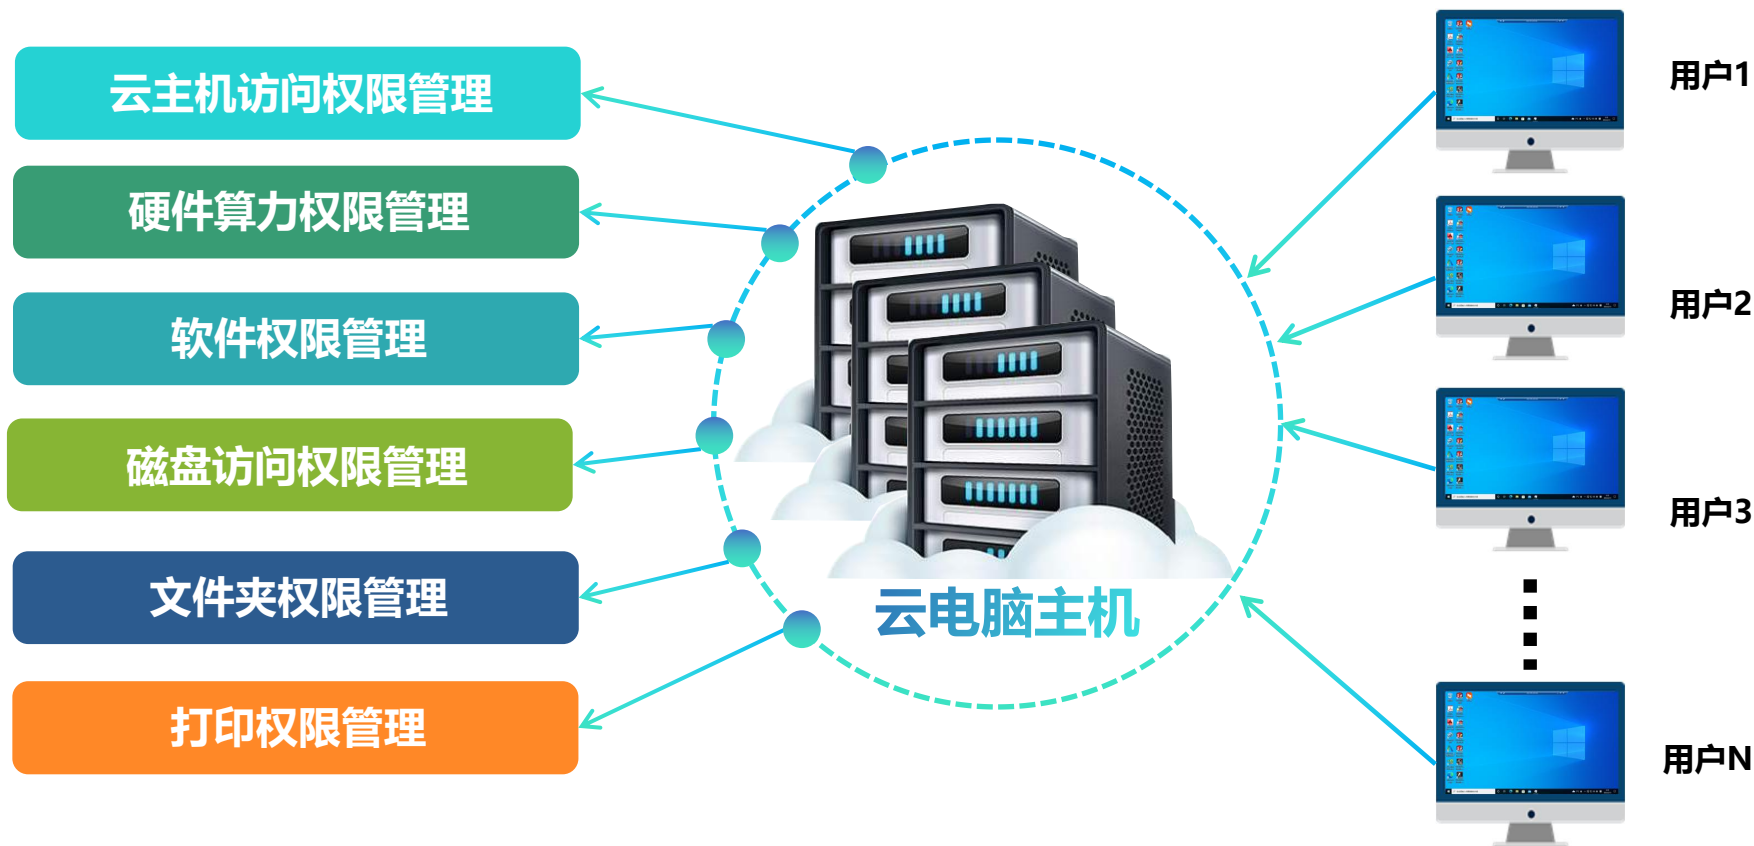 云主机访问权限管理
硬件算力权限管理
软件权限管理
磁盘访问权限管理
文件夹权限管理
打印权限管理
云电脑主机
用户1
用户2
用户3
用户N